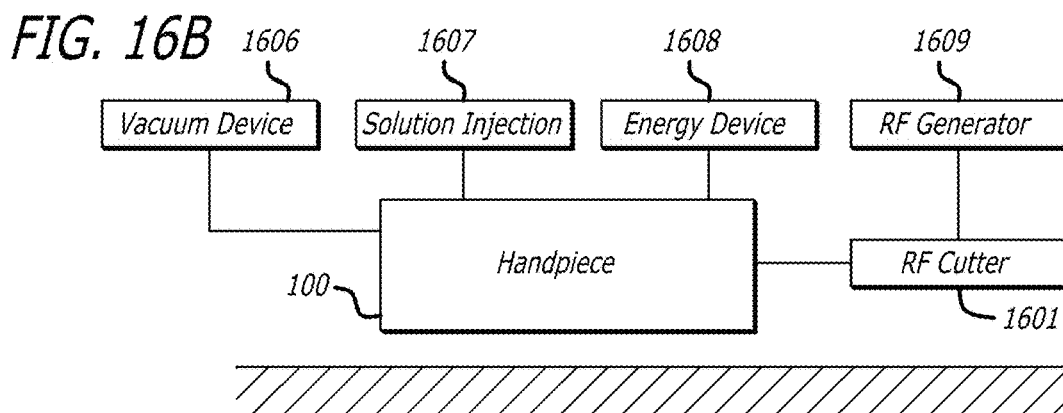 FIG. 16B
1606 1607 1608 1609
Vacuum Device Solution Injection Energy Device RF Generator
Handpiece RF Cutter
100
1601